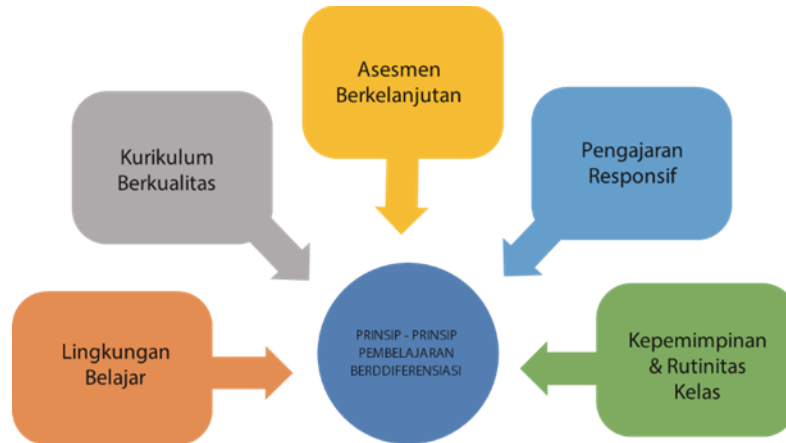 Asesmen
Berkelanjutan
Kurikulum
Berkualitas
Pengajaran
Responsif
Lingkungan
Belajar
PRINSIP - PRINSIP
PEMBELAJARAN
BERDDIFERENSIASI
Kepemimpinan
& Rutinitas
Kelas